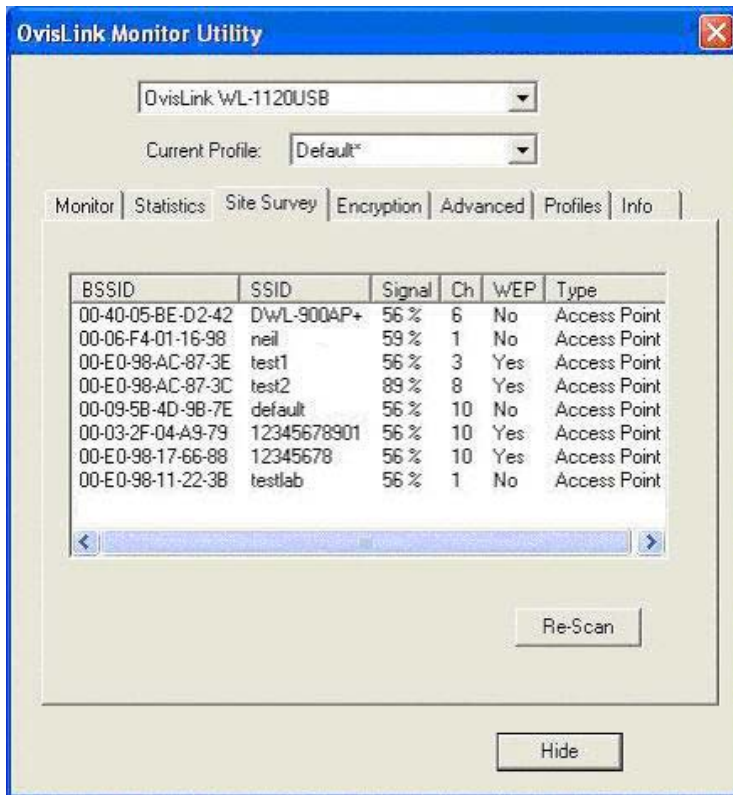 OvisLink Monitor Utility
OvisLink WL-1120USB
Current Profile: Default*
Monitor Statistics Site Survey Encryption Advanced Profiles Info
BSSID SSID Signal Ch WEP Type
00-40-05-BE-D2-42 DWL-900AP+ 56 % 6 No Access Point
00-06-F4-01-16-98 neil 59 % 1 No Access Point
00-E0-98-AC-87-3E test1 56 % 3 Yes Access Point
00-E0-98-AC-87-3C test2 89 % 8 Yes Access Point
00-09-5B-4D-9B-7E default 56 % 10 No Access Point
00-03-2F-04-A9-79 12345678901 56 % 10 Yes Access Point
00-E0-98-17-66-88 12345678 56 % 10 Yes Access Point
00-E0-98-11-22-3B testlab 56 % 1 No Access Point
Re-Scan
Hide